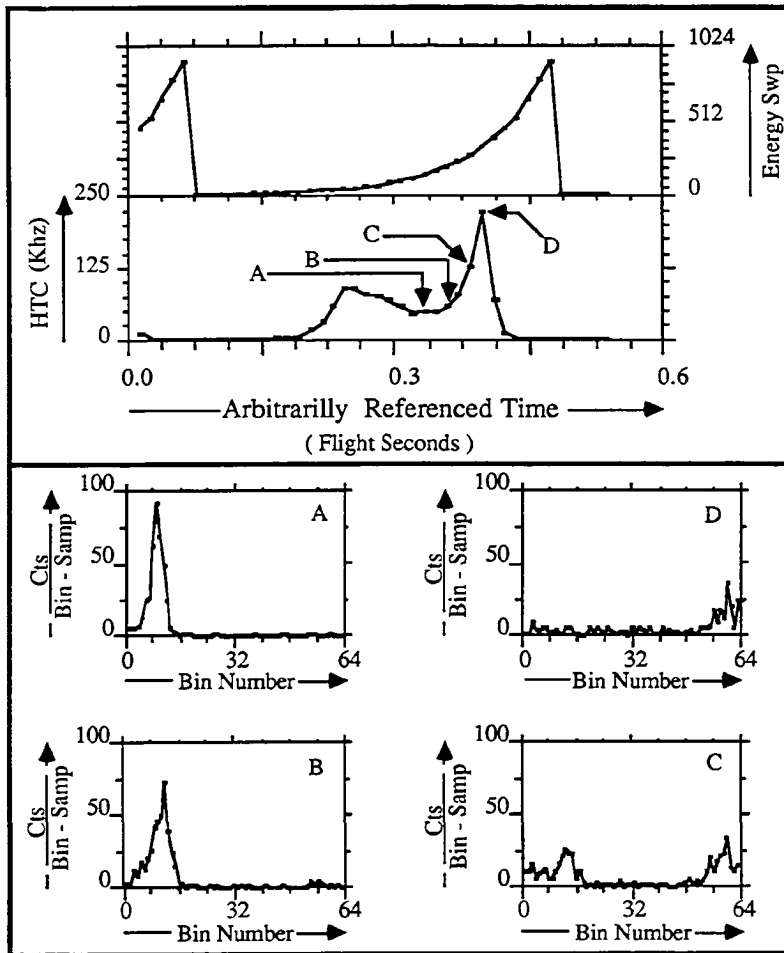 1024
512
0
Energy Swp
250
125
0
HTC (Khz)
A
B
C
D
0.0
0.3
0.6
Arbitrarilly Referenced Time
( Flight Seconds )
100
50
0
Cts
Bin - Samp
A
0
32
64
Bin Number
100
50
0
Cts
Bin - Samp
D
0
32
64
Bin Number
100
50
0
Cts
Bin - Samp
B
0
32
64
Bin Number
100
50
0
Cts
Bin - Samp
C
0
32
64
Bin Number